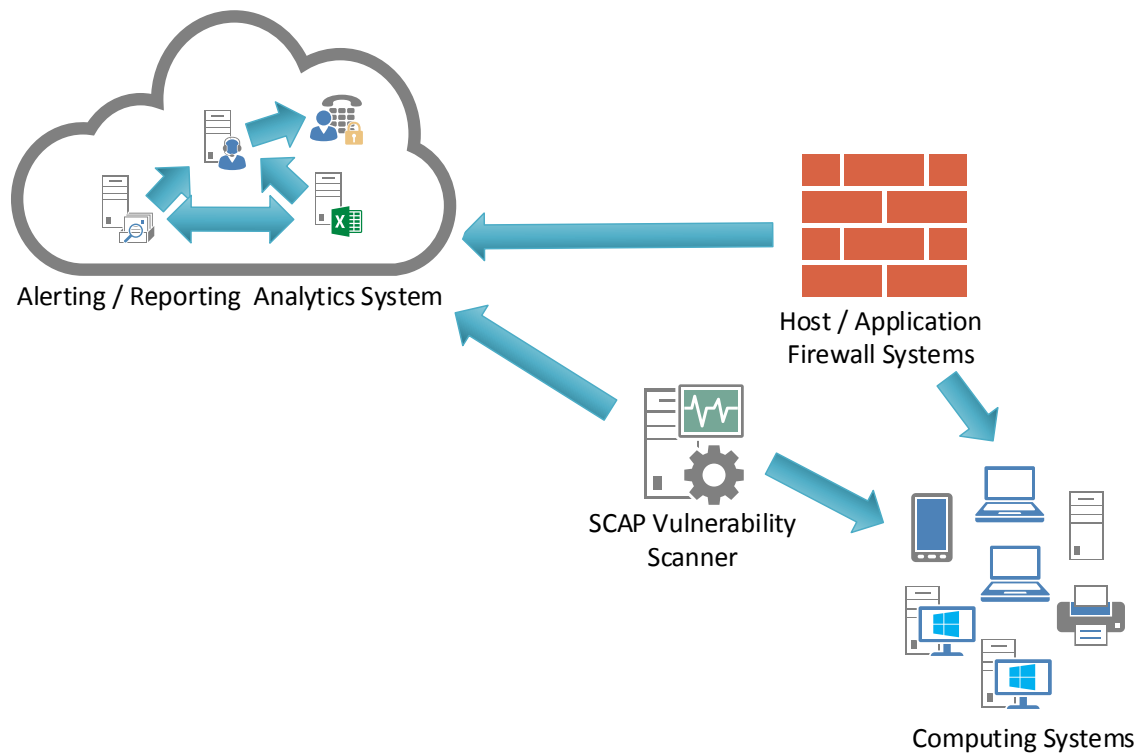 Alerting / Reporting  Analytics System
Host / Application
Firewall Systems
SCAP Vulnerability
Scanner
Computing Systems
X